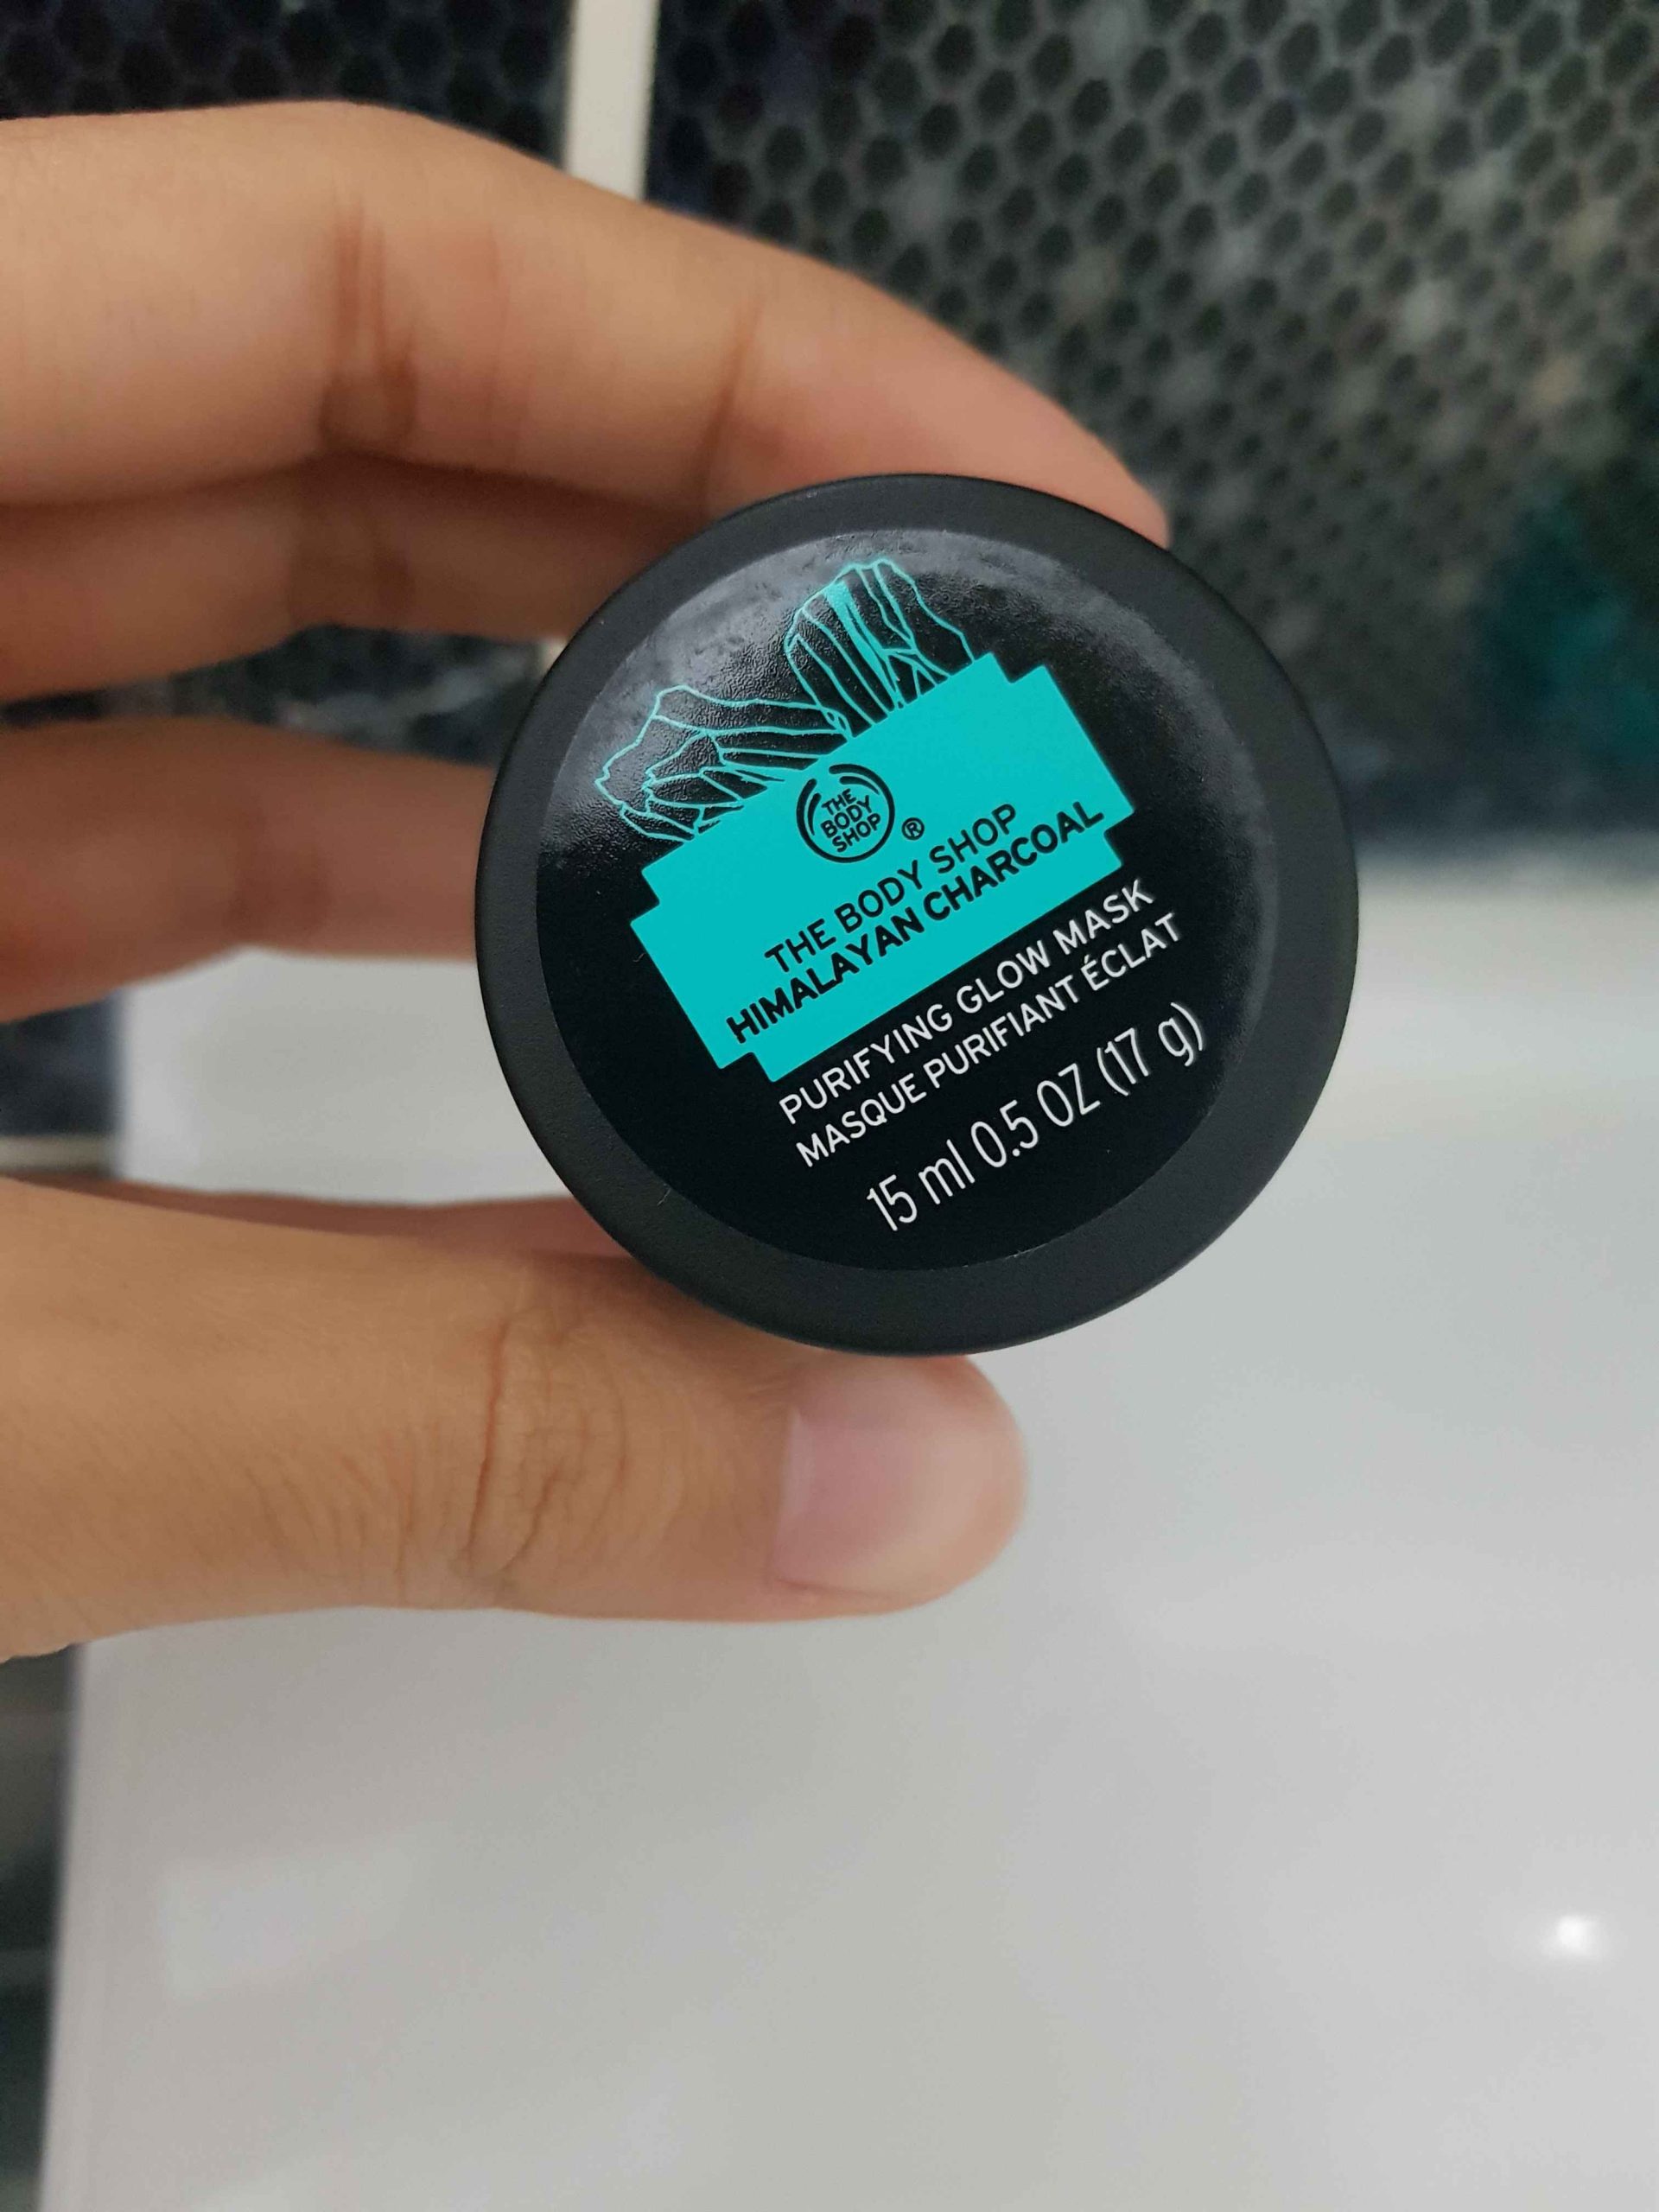 THE
BODY
SHOP
®
THE BODY SHOP
HIMALAYAN CHARCOAL
PURIFYING GLOW MASK
MASQUE PURIFIANT ÉCLAT
15 ml 0.5 OZ (17 g)